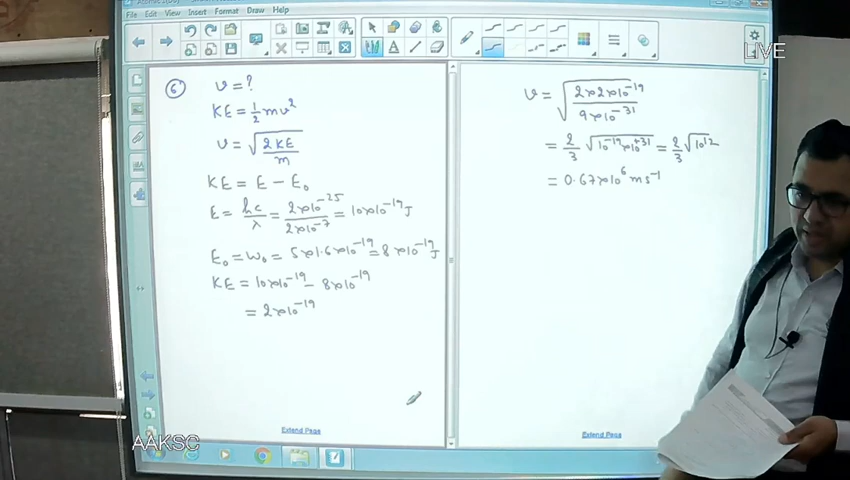 File Edit View Insert Format Draw Help
LIVE
6
v = ?
KE = 1/2 mv²
v = √(2KE/m)
KE = E − E₀
E = hc/λ = 2×10⁻²⁵/2×10⁻⁷ = 10×10⁻¹⁹ J
E₀ = W₀ = 5×1.6×10⁻¹⁹ = 8×10⁻¹⁹ J
KE = 10×10⁻¹⁹ − 8×10⁻¹⁹
= 2×10⁻¹⁹
Extend Page
v = √(2×2×10⁻¹⁹/9×10⁻³¹)
= 2/3 √(10⁻¹⁹×10⁺³¹) = 2/3 √10¹²
= 0.67×10⁶ ms⁻¹
Extend Page
AAKSC